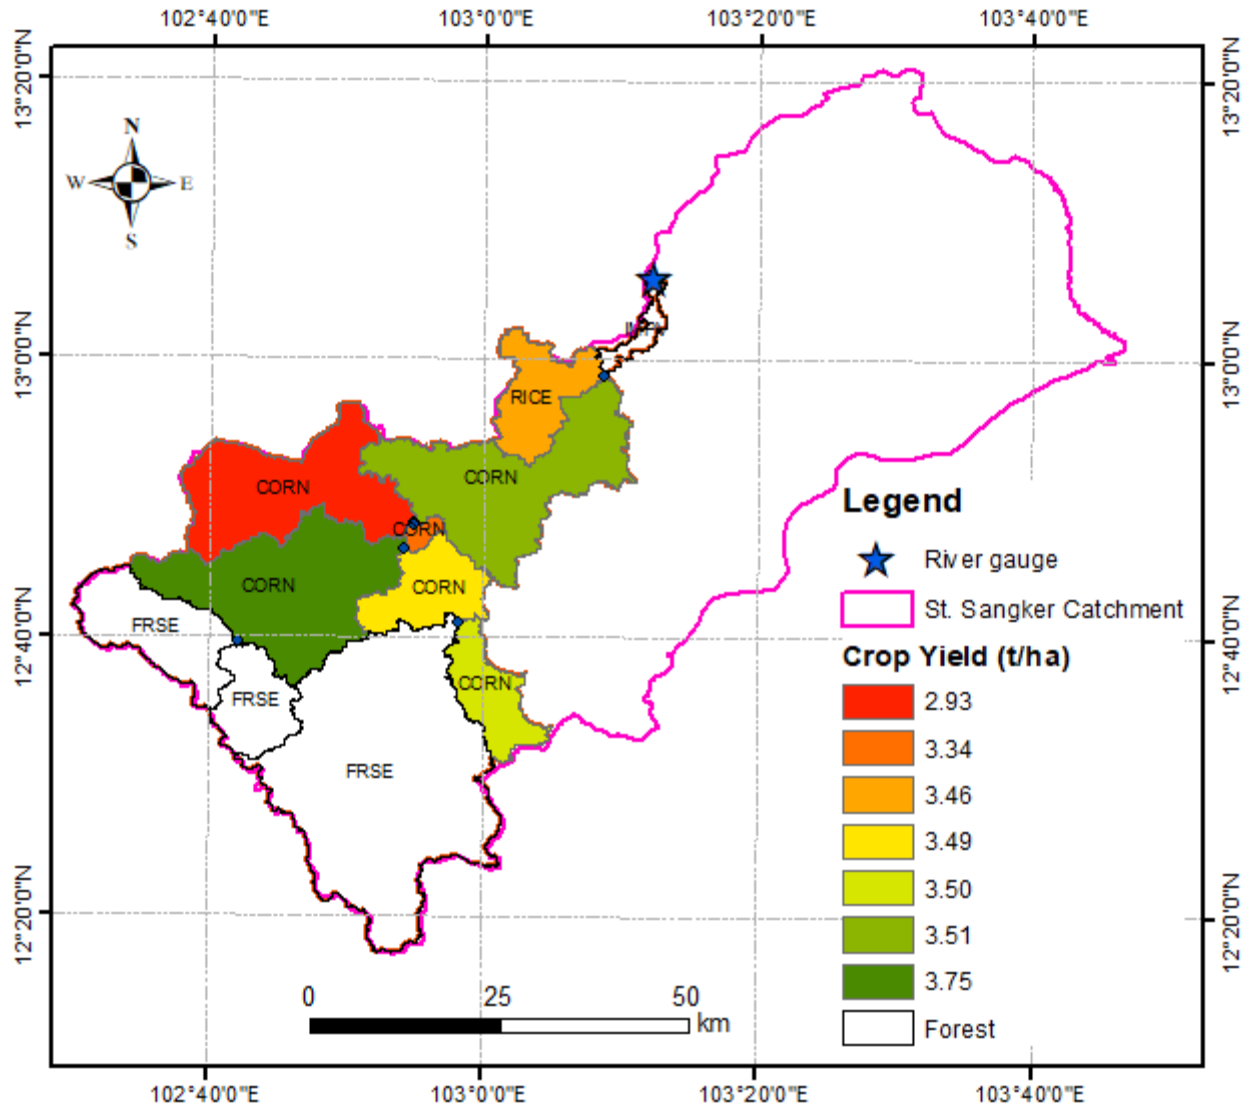 102°40'0"E
103°0'0"E
103°20'0"E
103°40'0"E
13°20'0"N
13°20'0"N
N
W
E
S
13°0'0"N
13°0'0"N
RICE
CORN
CORN
CORN
CORN
CORN
FRSE
CORN
FRSE
FRSE
12°40'0"N
12°40'0"N
12°20'0"N
12°20'0"N
Legend
River gauge
St. Sangker Catchment
Crop Yield (t/ha)
2.93
3.34
3.46
3.49
3.50
3.51
3.75
Forest
0
25
50
km
102°40'0"E
103°0'0"E
103°20'0"E
103°40'0"E